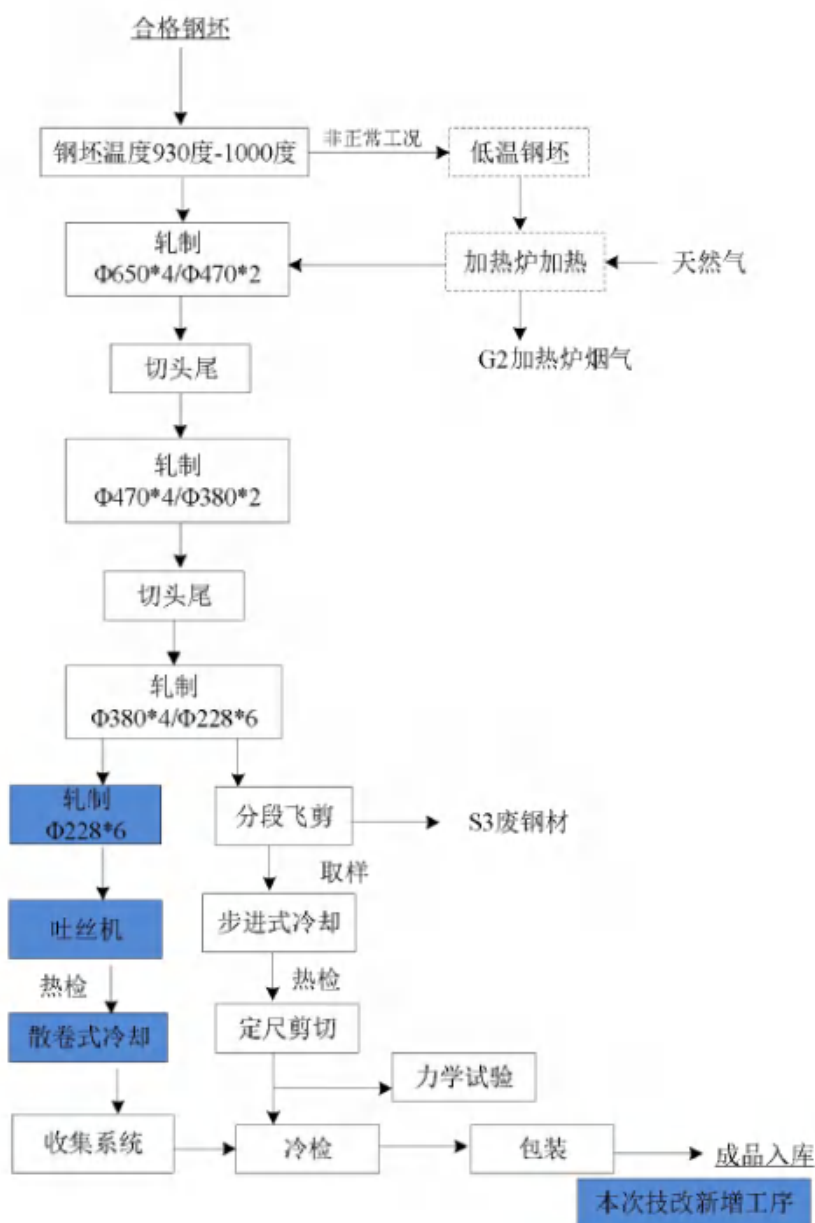 合格钢坯
钢坯温度930度-1000度
非正常工况
低温钢坯
轧制
Φ650*4/Φ470*2
加热炉加热
天然气
G2加热炉烟气
切头尾
轧制
Φ470*4/Φ380*2
切头尾
轧制
Φ380*4/Φ228*6
轧制
Φ228*6
分段飞剪
S3废钢材
取样
吐丝机
步进式冷却
热检
热检
散卷式冷却
定尺剪切
力学试验
收集系统
冷检
包装
成品入库
本次技改新增工序